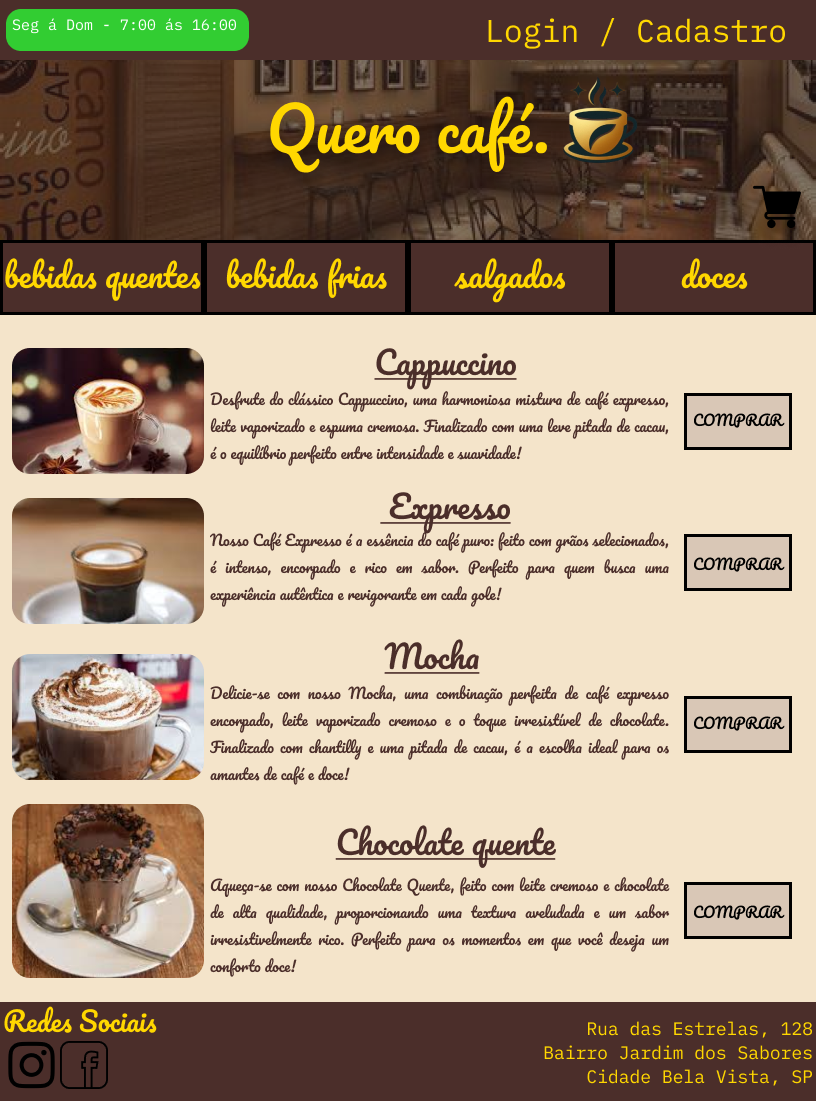 Seg á Dom - 7:00 ás 16:00
Login / Cadastro
CAF
cano
cino
esso
offee
Quero café.
bebidas quentes
bebidas frias
salgados
doces
Cappuccino
Desfrute do clássico Cappuccino, uma harmoniosa mistura de café expresso,
leite vaporizado e espuma cremosa. Finalizado com uma leve pitada de cacau,
é o equilíbrio perfeito entre intensidade e suavidade!
COMPRAR
Expresso
Nosso Café Expresso é a essência do café puro: feito com grãos selecionados,
é intenso, encorpado e rico em sabor. Perfeito para quem busca uma
experiência autêntica e revigorante em cada gole!
COMPRAR
Mocha
Delicie-se com nosso Mocha, uma combinação perfeita de café expresso
encorpado, leite vaporizado cremoso e o toque irresistível de chocolate.
Finalizado com chantilly e uma pitada de cacau, é a escolha ideal para os
amantes de café e doce!
COMPRAR
COCOA
Chocolate quente
Aqueça-se com nosso Chocolate Quente, feito com leite cremoso e chocolate
de alta qualidade, proporcionando uma textura aveludada e um sabor
irresistivelmente rico. Perfeito para os momentos em que você deseja um
conforto doce!
COMPRAR
Redes Sociais
Rua das Estrelas, 128
Bairro Jardim dos Sabores
Cidade Bela Vista, SP